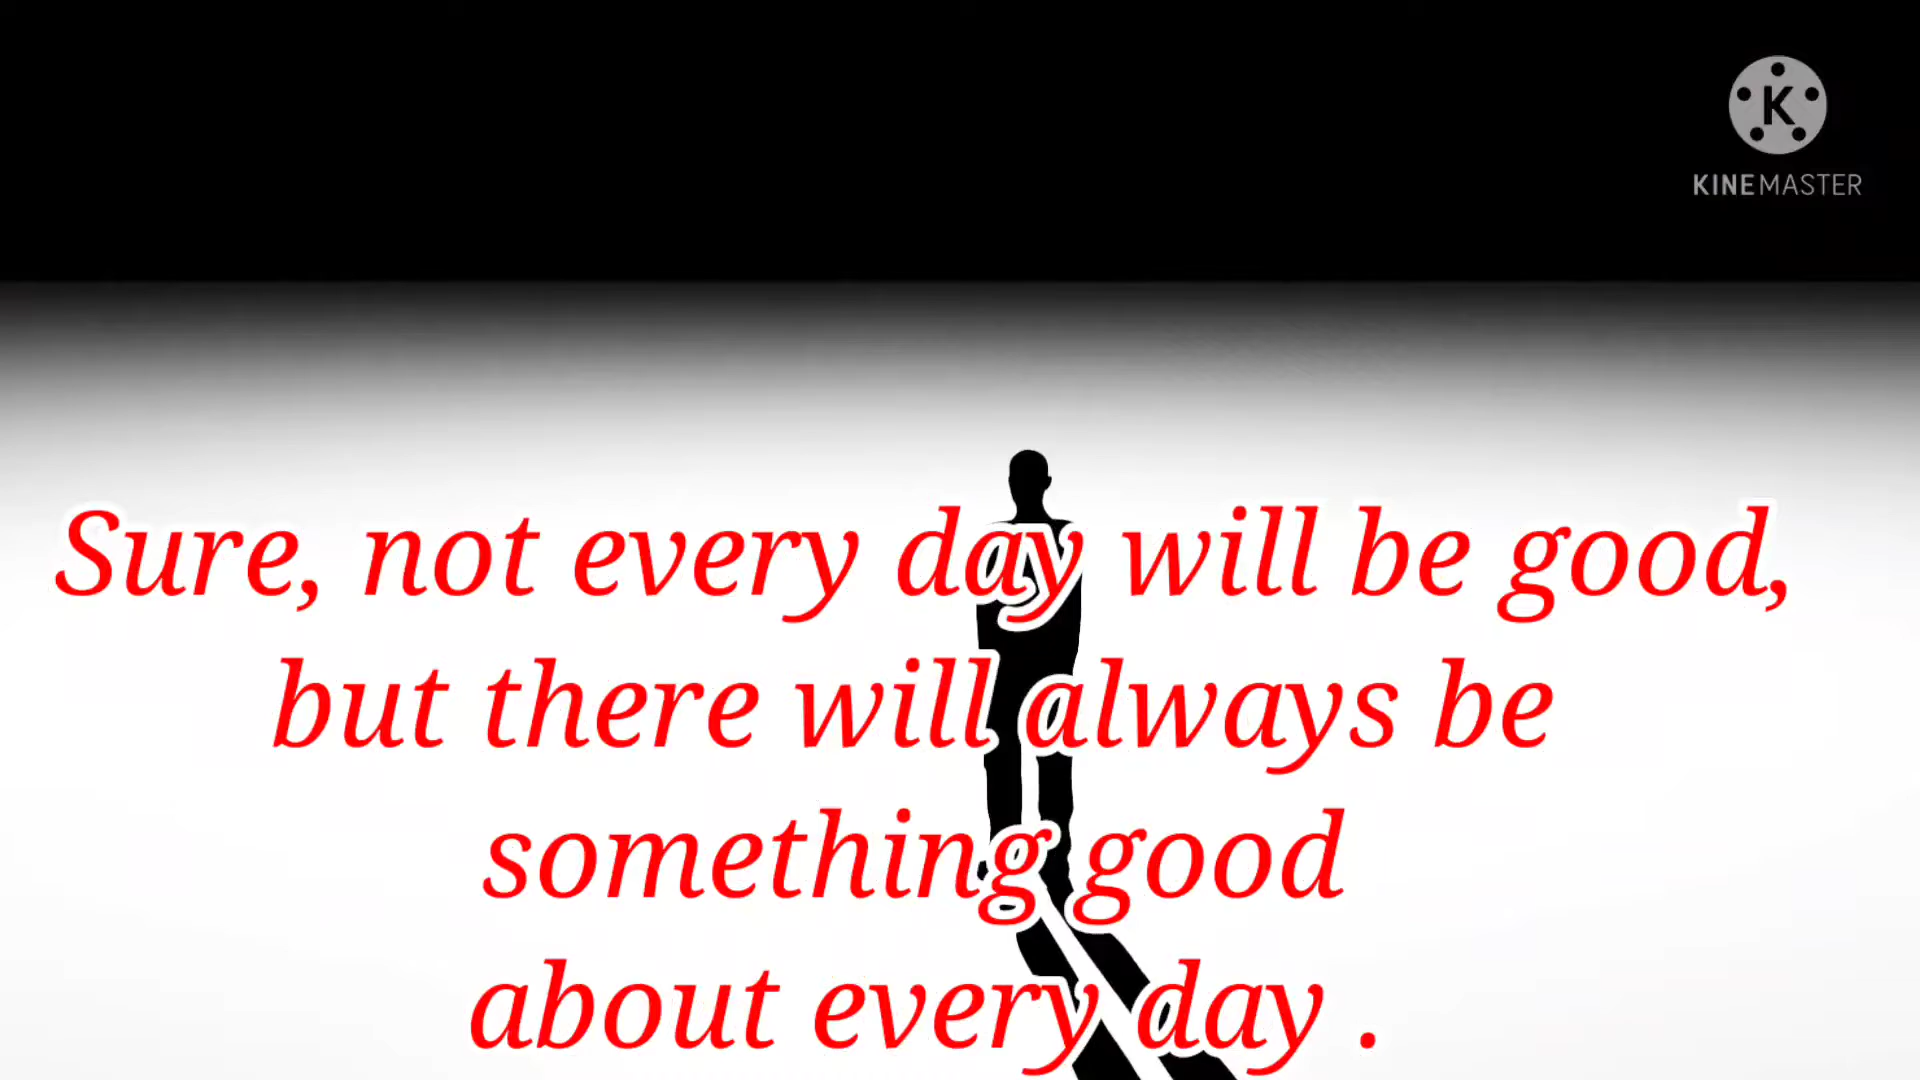 K
KINEMASTER
Sure, not every day will be good,
but there will always be
something good
about every day .